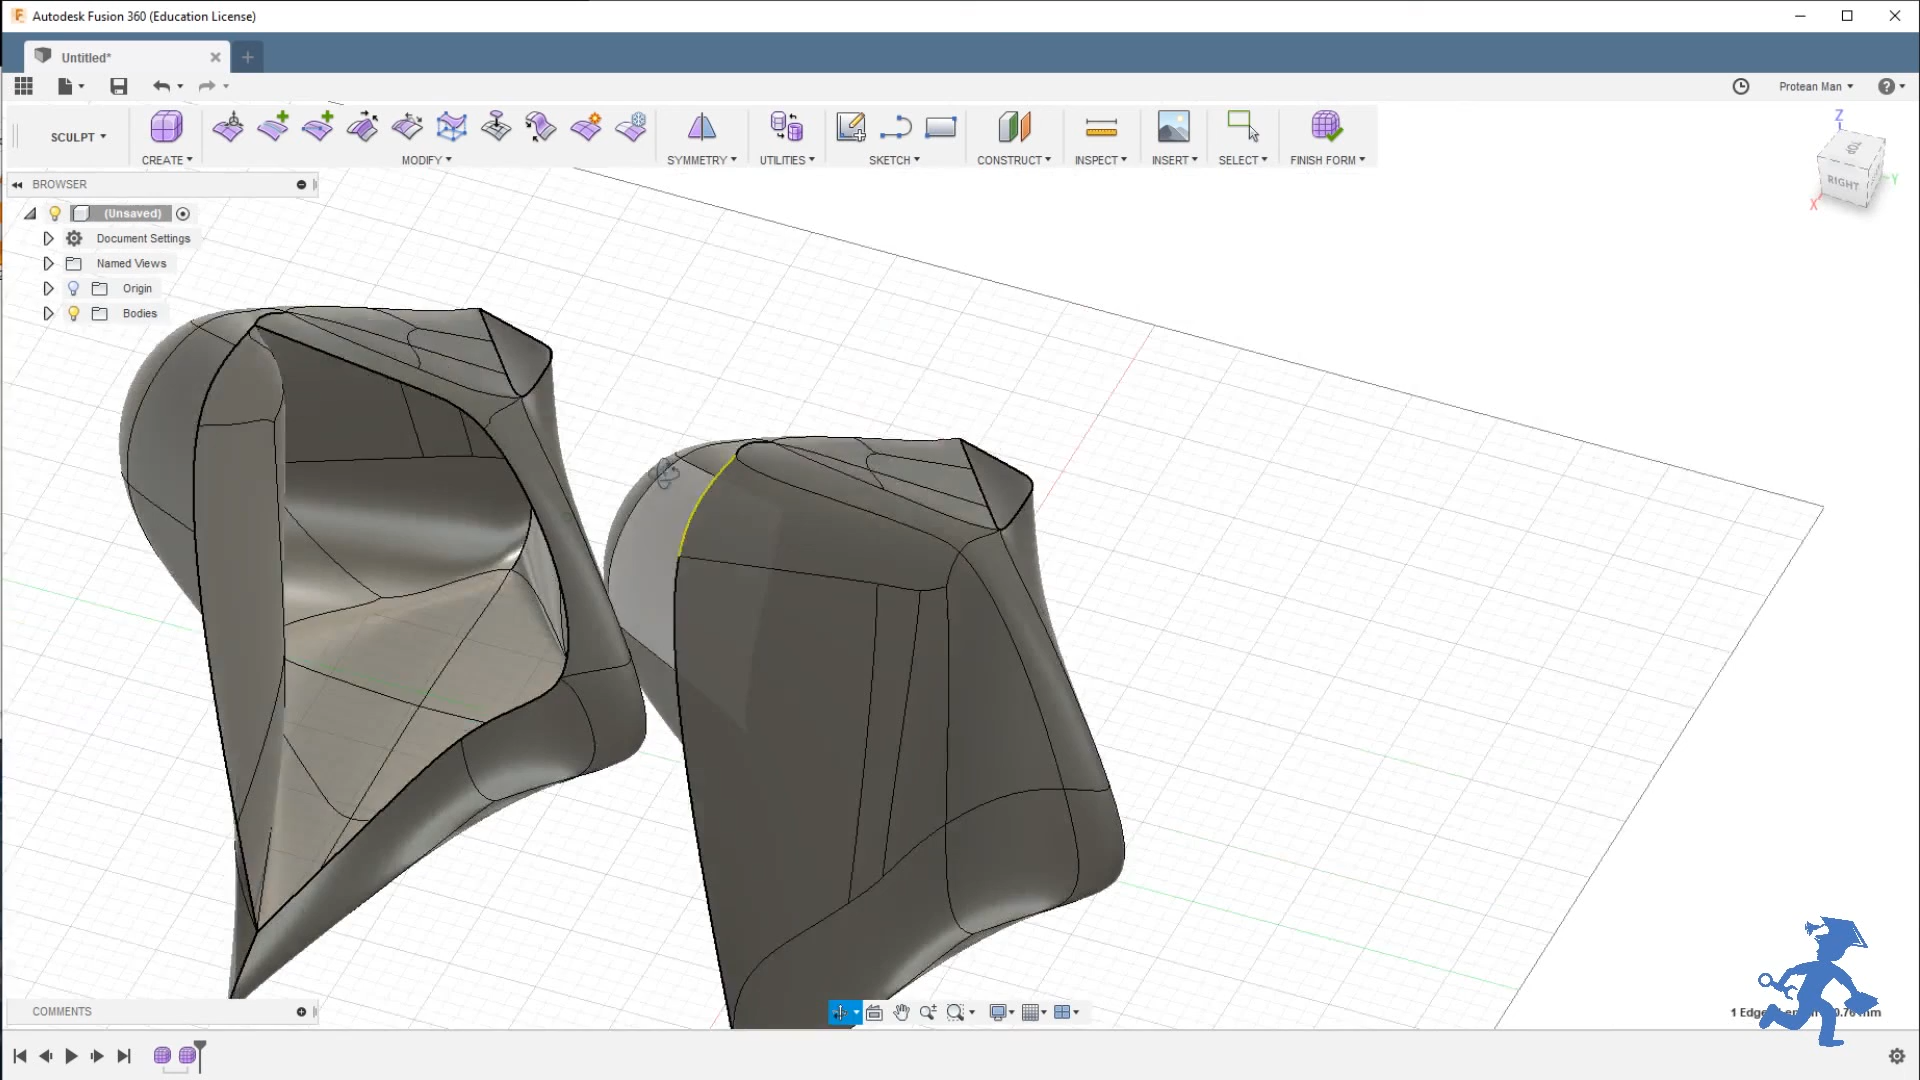 Autodesk Fusion 360 (Education License)
Untitled*
Protean Man
SCULPT
CREATE
MODIFY
SYMMETRY
UTILITIES
SKETCH
CONSTRUCT
INSPECT
INSERT
SELECT
FINISH FORM
Z
RIGHT
Y
X
BROWSER
(Unsaved)
Document Settings
Named Views
Origin
Bodies
COMMENTS
1